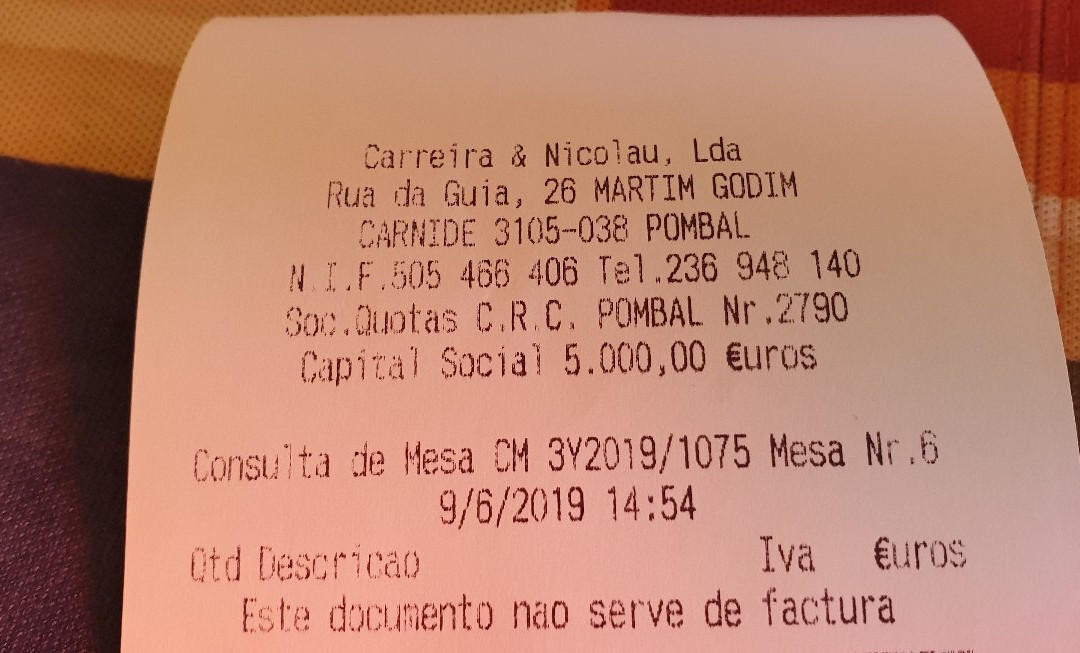 Carreira & Nicolau, Lda
Rua da Guia, 26 MARTIM GODIM
CARNIDE 3105-038 POMBAL
N.I.F.505 466 406 Tel.236 948 140
Soc.Quotas C.R.C. POMBAL Nr.2790
Capital Social 5.000,00 €uros
Consulta de Mesa CM 3Y2019/1075 Mesa Nr.6
9/6/2019 14:54
Qtd Descricao Iva €uros
Este documento nao serve de factura